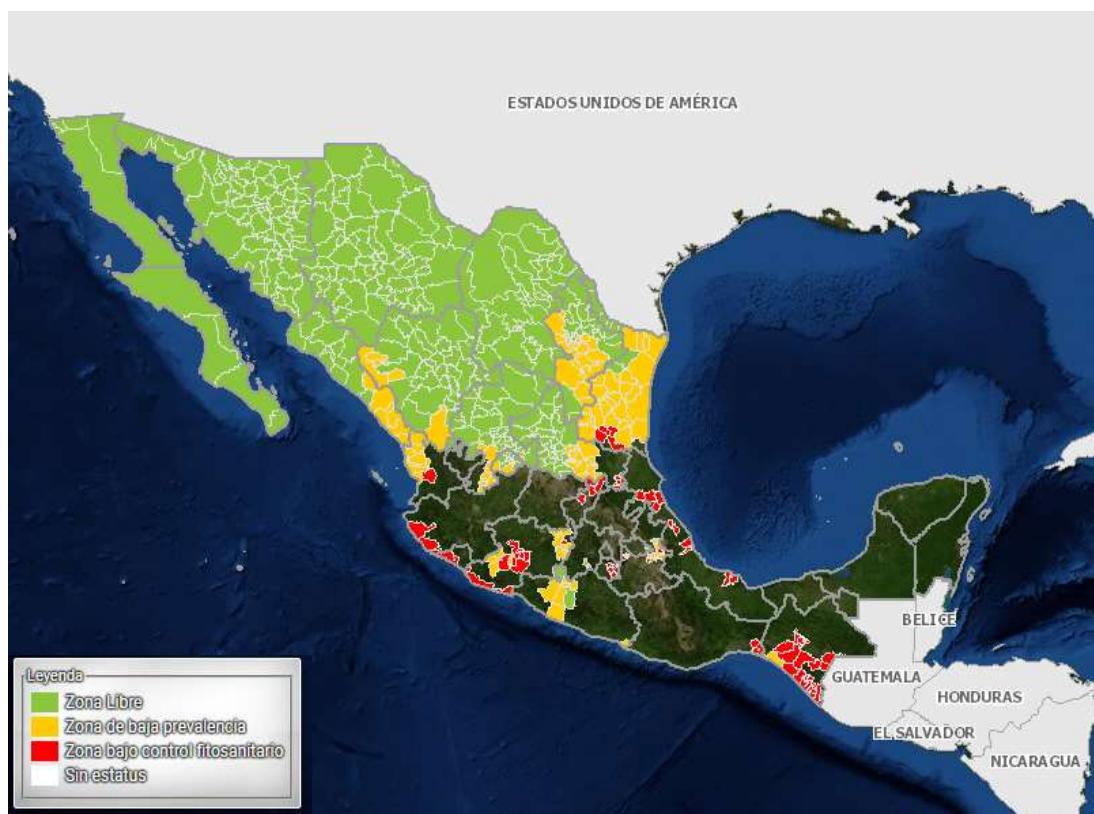 ESTADOS UNIDOS DE AMÉRICA
BELICE
GUATEMALA
HONDURAS
EL SALVADOR
NICARAGUA
Leyenda
Zona Libre
Zona de baja prevalencia
Zona bajo control fitosanitario
Sin estatus